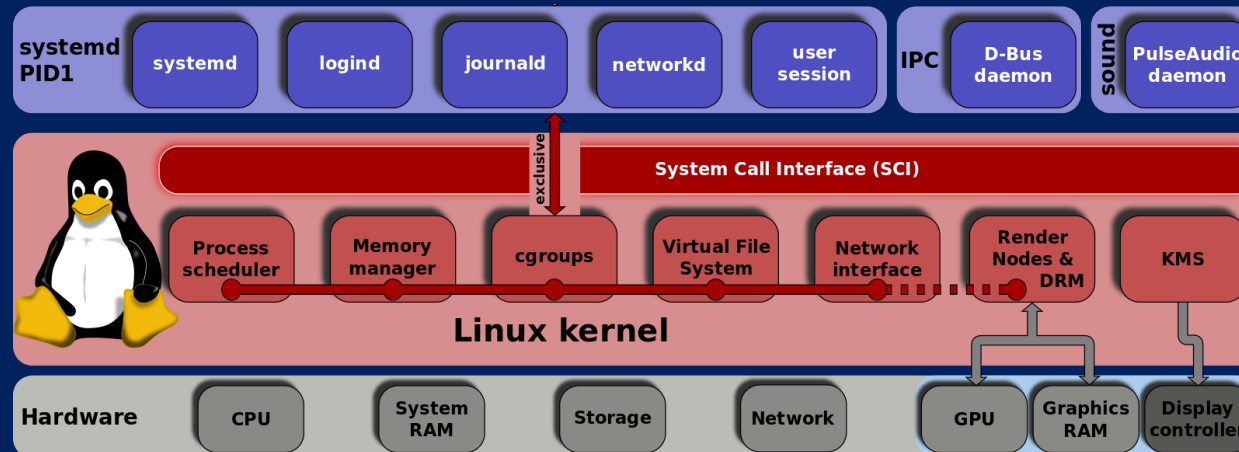 systemd
PID1
systemd
logind
journald
networkd
user
session
IPC
D-Bus
daemon
sound
PulseAudio
daemon
exclusive
System Call Interface (SCI)
Process
scheduler
Memory
manager
cgroups
Virtual File
System
Network
interface
Render
Nodes &
DRM
KMS
Linux kernel
Hardware
CPU
System
RAM
Storage
Network
GPU
Graphics
RAM
Display
controller